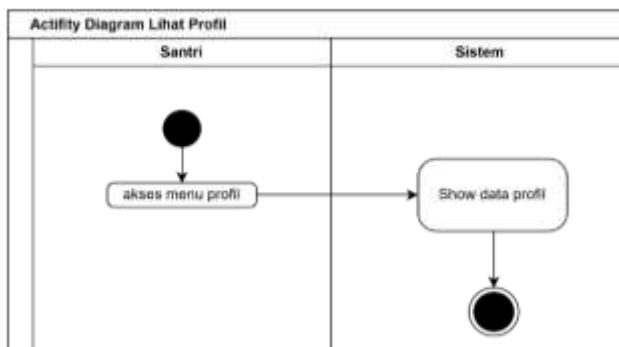 Actifity Diagram Lihat Profil
Santri
Sistem
akses menu profil
Show data profil